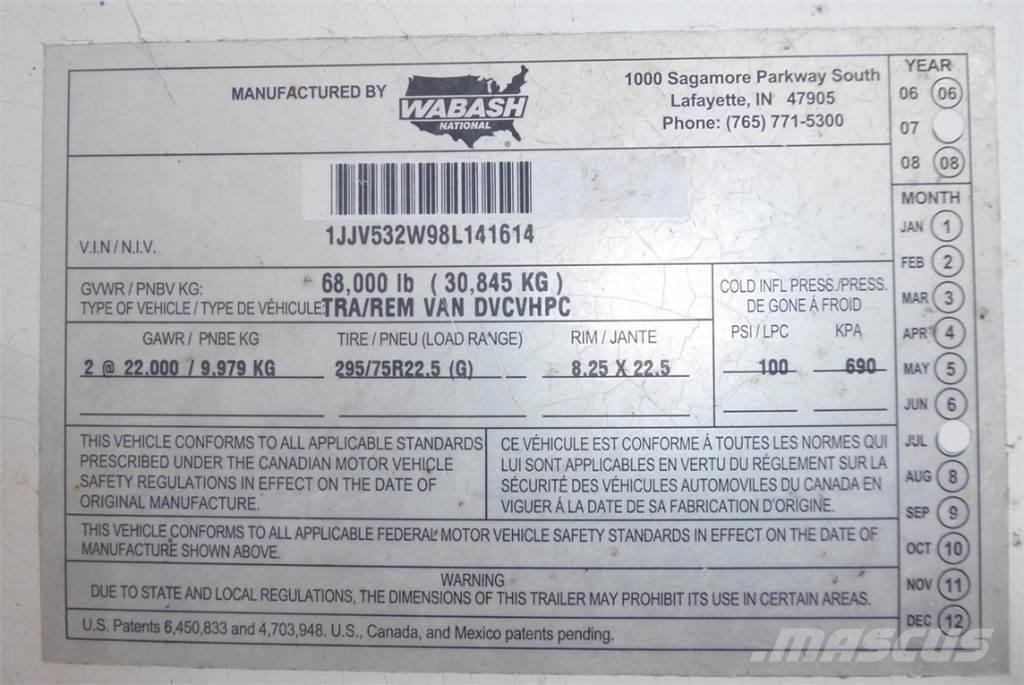 MANUFACTURED BY
WABASH
NATIONAL
1000 Sagamore Parkway South
Lafayette, IN 47905
Phone: (765) 771-5300
1JJV532W98L141614
V.I.N / N.I.V.
GVWR / PNBV KG: 68,000 lb ( 30,845 KG )
TYPE OF VEHICLE / TYPE DE VÉHICULE: TRA/REM VAN DVCVHPC
COLD INFL PRESS./PRESS.
DE GONE À FROID
GAWR / PNBE KG TIRE / PNEU (LOAD RANGE) RIM / JANTE PSI / LPC KPA
2 @ 22.000 / 9,979 KG 295/75R22.5 (G) 8.25 X 22.5 100 690
THIS VEHICLE CONFORMS TO ALL APPLICABLE STANDARDS
PRESCRIBED UNDER THE CANADIAN MOTOR VEHICLE
SAFETY REGULATIONS IN EFFECT ON THE DATE OF
ORIGINAL MANUFACTURE.
CE VÉHICULE EST CONFORME À TOUTES LES NORMES QUI
LUI SONT APPLICABLES EN VERTU DU RÉGLEMENT SUR LA
SÉCURITÉ DES VÉHICULES AUTOMOVILES DU CANADA EN
VIGUER À LA DATE DE SA FABRICATION D'ORIGINE.
THIS VEHICLE CONFORMS TO ALL APPLICABLE FEDERAL MOTOR VEHICLE SAFETY STANDARDS IN EFFECT ON THE DATE OF
MANUFACTURE SHOWN ABOVE.
WARNING
DUE TO STATE AND LOCAL REGULATIONS, THE DIMENSIONS OF THIS TRAILER MAY PROHIBIT ITS USE IN CERTAIN AREAS.
U.S. Patents 6,450,833 and 4,703,948. U.S., Canada, and Mexico patents pending.
YEAR
06 06
07
08 08
MONTH
JAN 1
FEB 2
MAR 3
APR 4
MAY 5
JUN 6
JUL
AUG 8
SEP 9
OCT 10
NOV 11
DEC 12
mascus